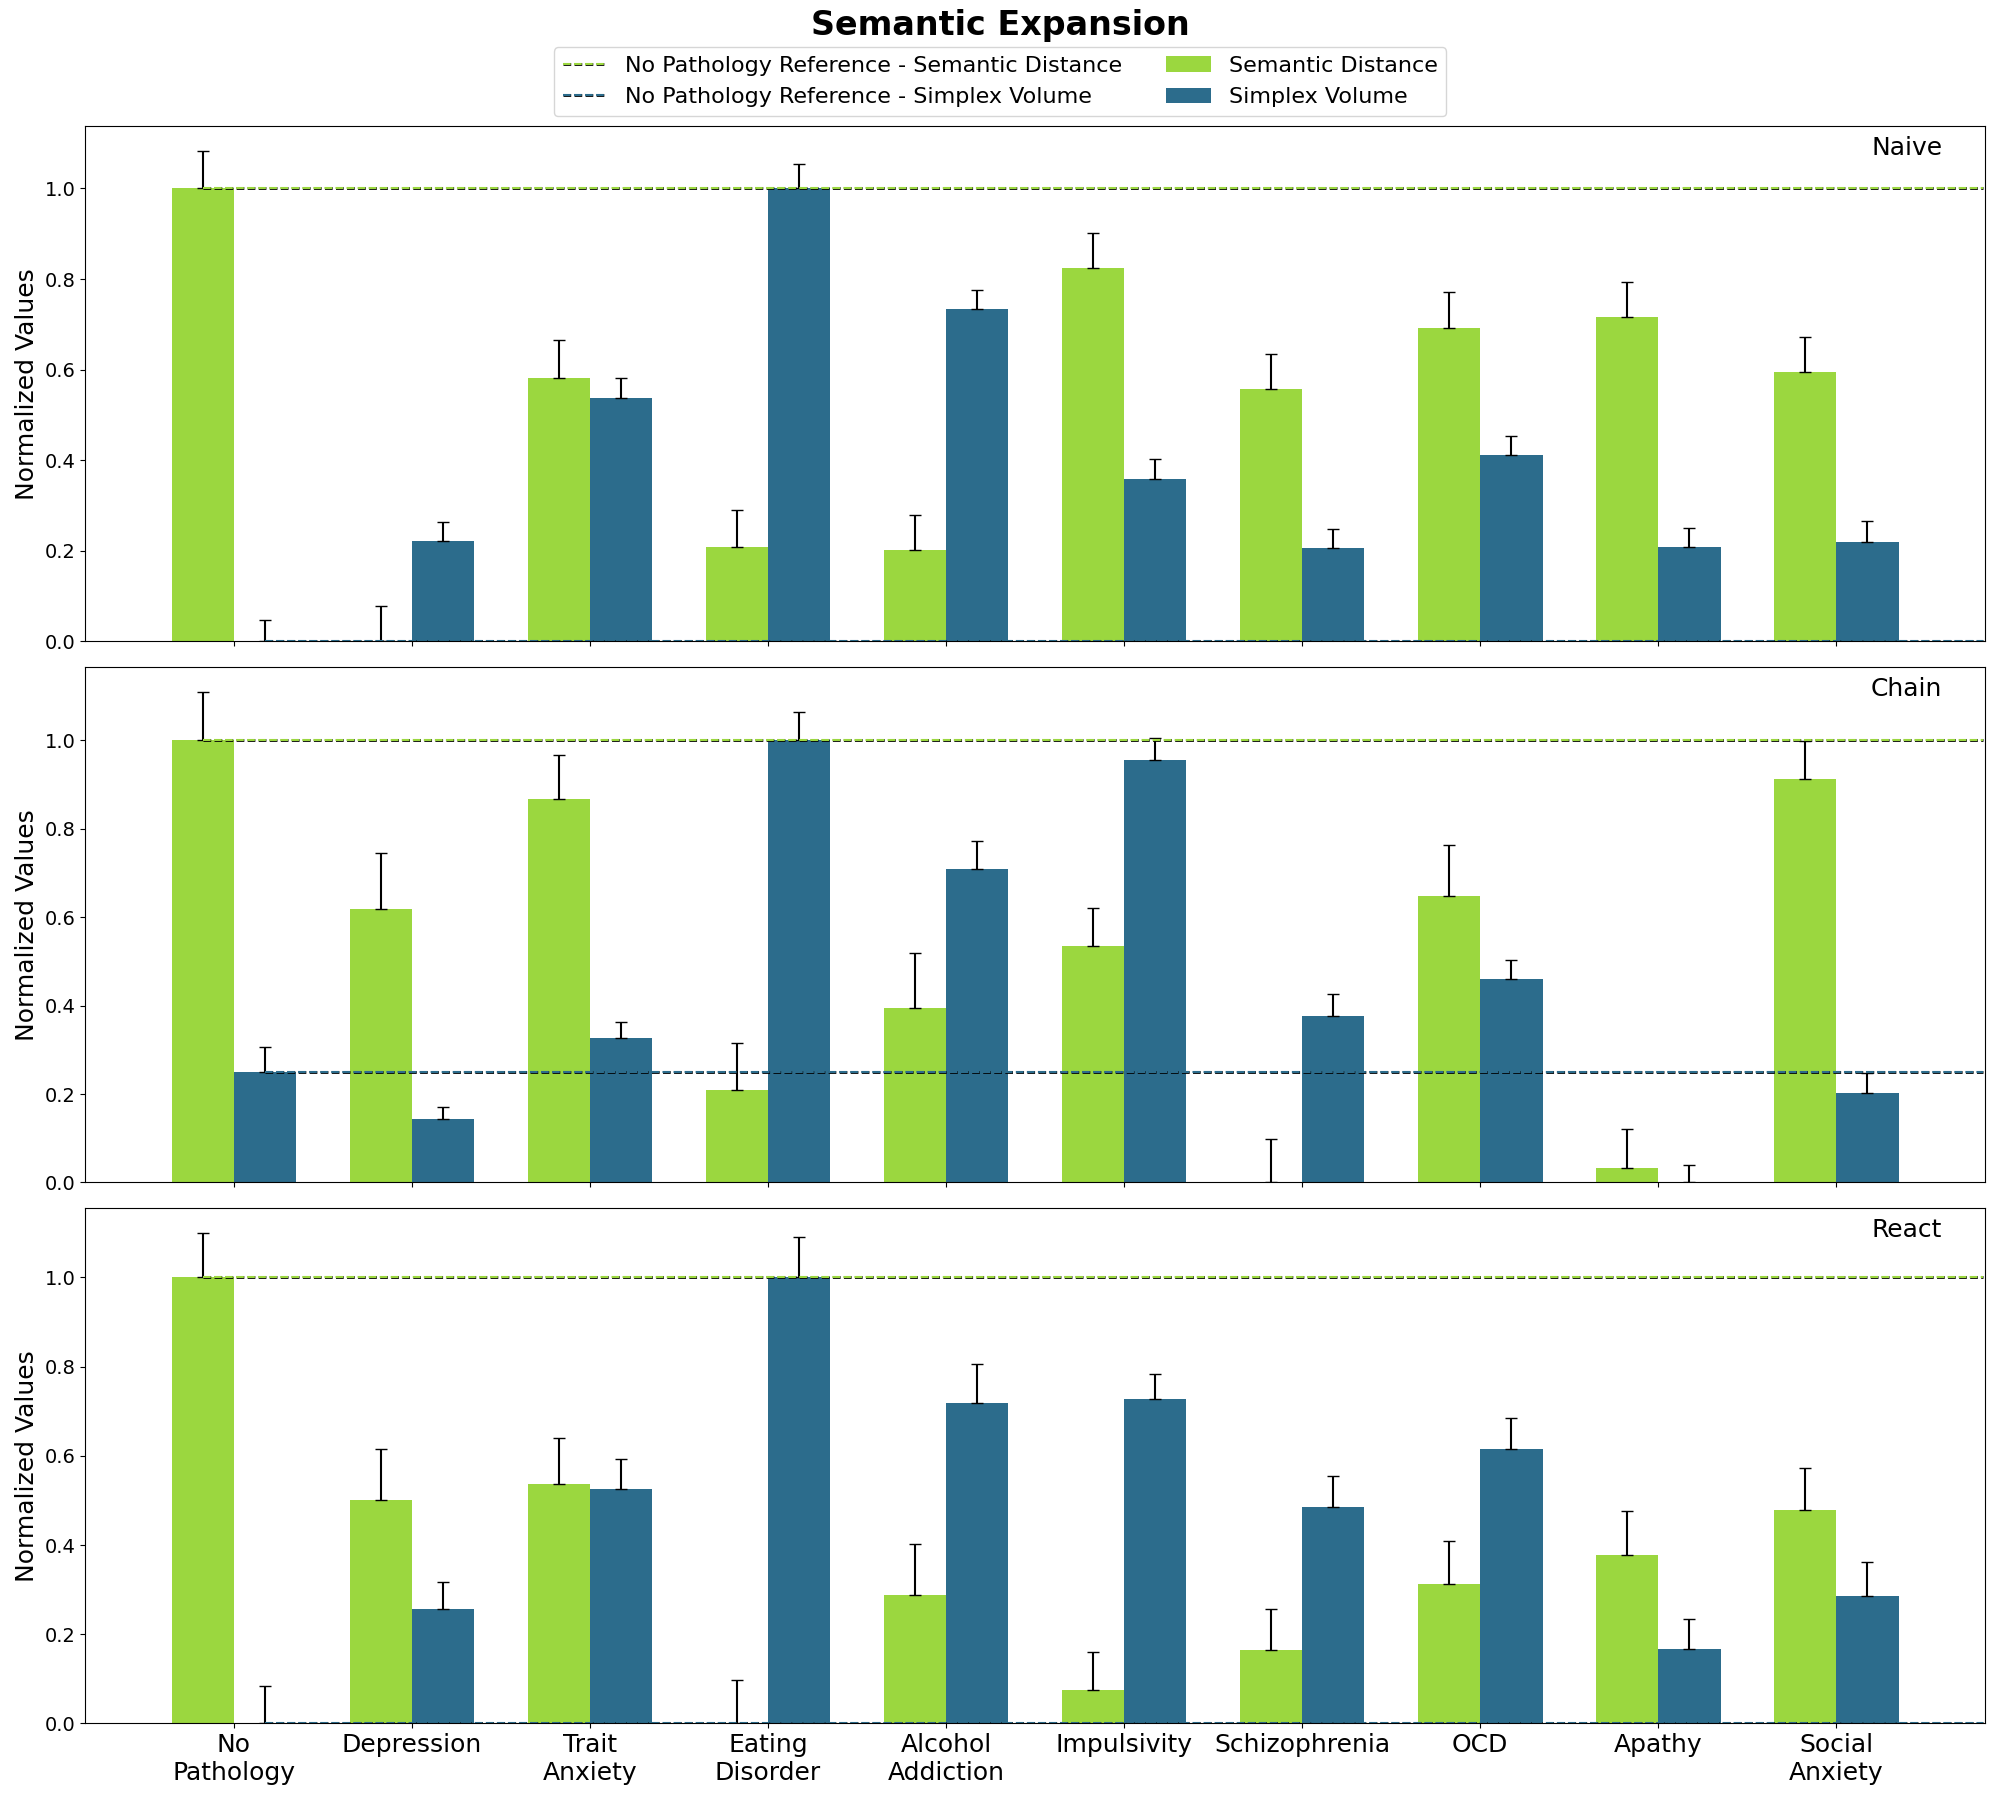 Semantic Expansion
No Pathology Reference - Semantic Distance
No Pathology Reference - Simplex Volume
Semantic Distance
Simplex Volume
Naive
Normalized Values
1.0
0.8
0.6
0.4
0.2
0.0
Chain
Normalized Values
1.0
0.8
0.6
0.4
0.2
0.0
React
Normalized Values
1.0
0.8
0.6
0.4
0.2
0.0
No
Pathology
Depression
Trait
Anxiety
Eating
Disorder
Alcohol
Addiction
Impulsivity
Schizophrenia
OCD
Apathy
Social
Anxiety